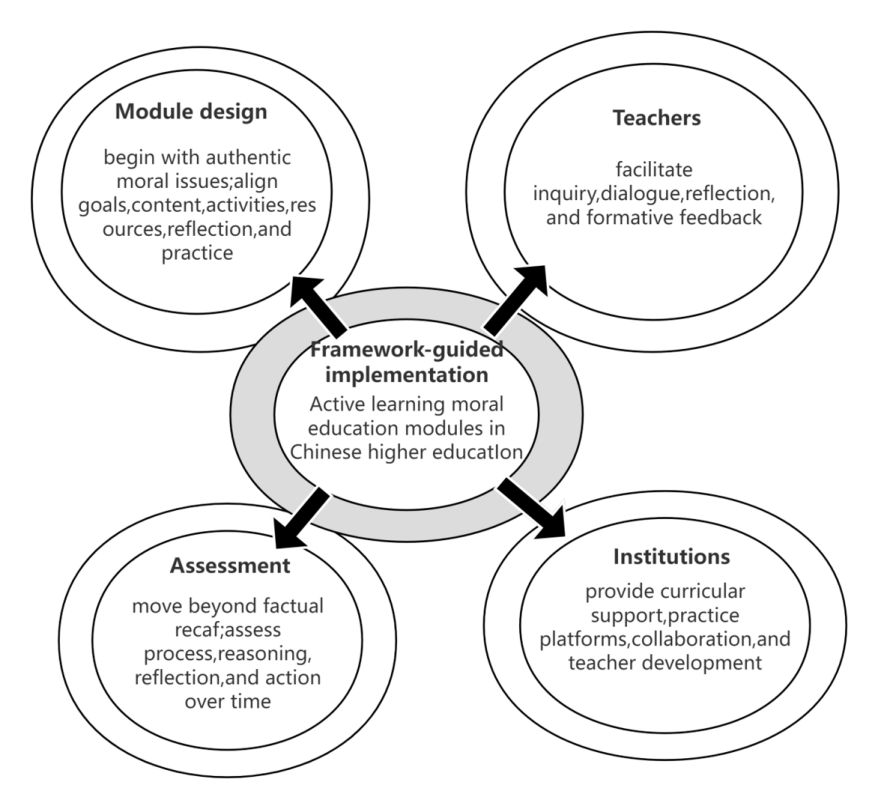 Module design
begin with authentic
moral issues;align
goals,content,activities,res
ources,reflection,and
practice
Teachers
facilitate
inquiry,dialogue,reflection,
and formative feedback
Framework-guided
implementation
Active learning moral
education modules in
Chinese higher educatIon
Assessment
move beyond factual
recaf;assess
process,reasoning,
reflection,and action
over time
Institutions
provide curricular
support,practice
platforms,collaboration,and
teacher development